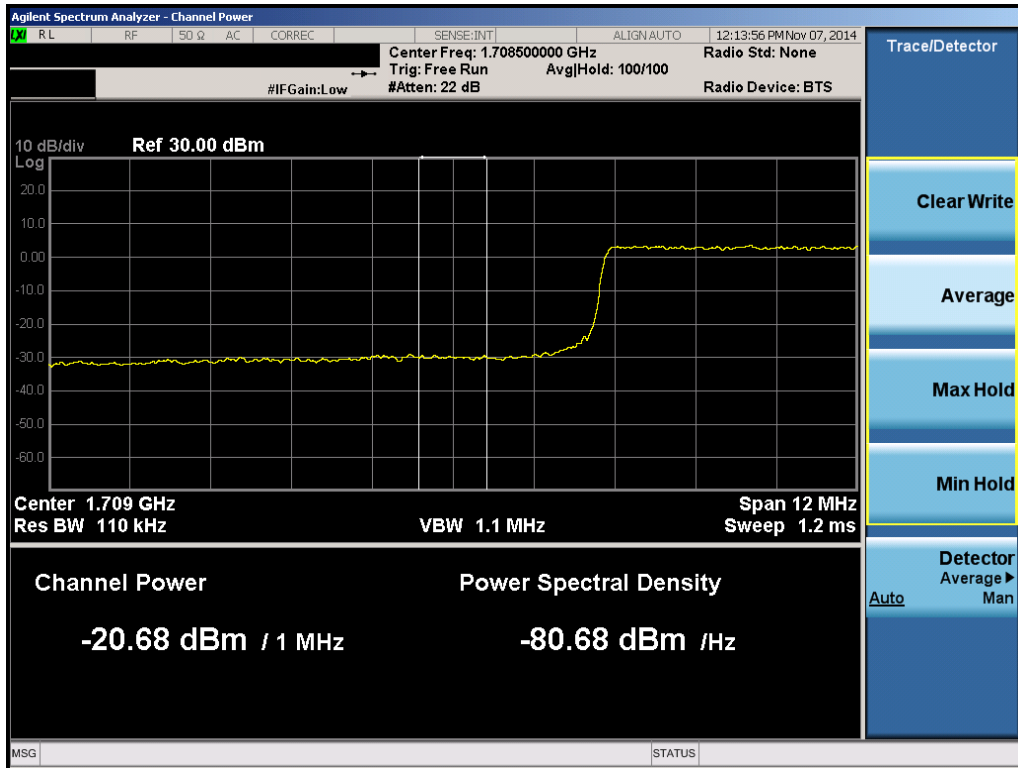 Agilent Spectrum Analyzer - Channel Power
LXI RL RF 50 Ω AC CORREC SENSE:INT ALIGN AUTO 12:13:56 PM Nov 07, 2014
Center Freq: 1.708500000 GHz Radio Std: None
Trig: Free Run Avg|Hold: 100/100
#IFGain:Low #Atten: 22 dB Radio Device: BTS
10 dB/div Ref 30.00 dBm
Log
20.0
10.0
0.00
-10.0
-20.0
-30.0
-40.0
-50.0
-60.0
Center 1.709 GHz Span 12 MHz
Res BW 110 kHz VBW 1.1 MHz Sweep 1.2 ms
Channel Power Power Spectral Density
-20.68 dBm / 1 MHz -80.68 dBm /Hz
MSG STATUS
Trace/Detector
Clear Write
Average
Max Hold
Min Hold
Detector
Average▶
Auto Man